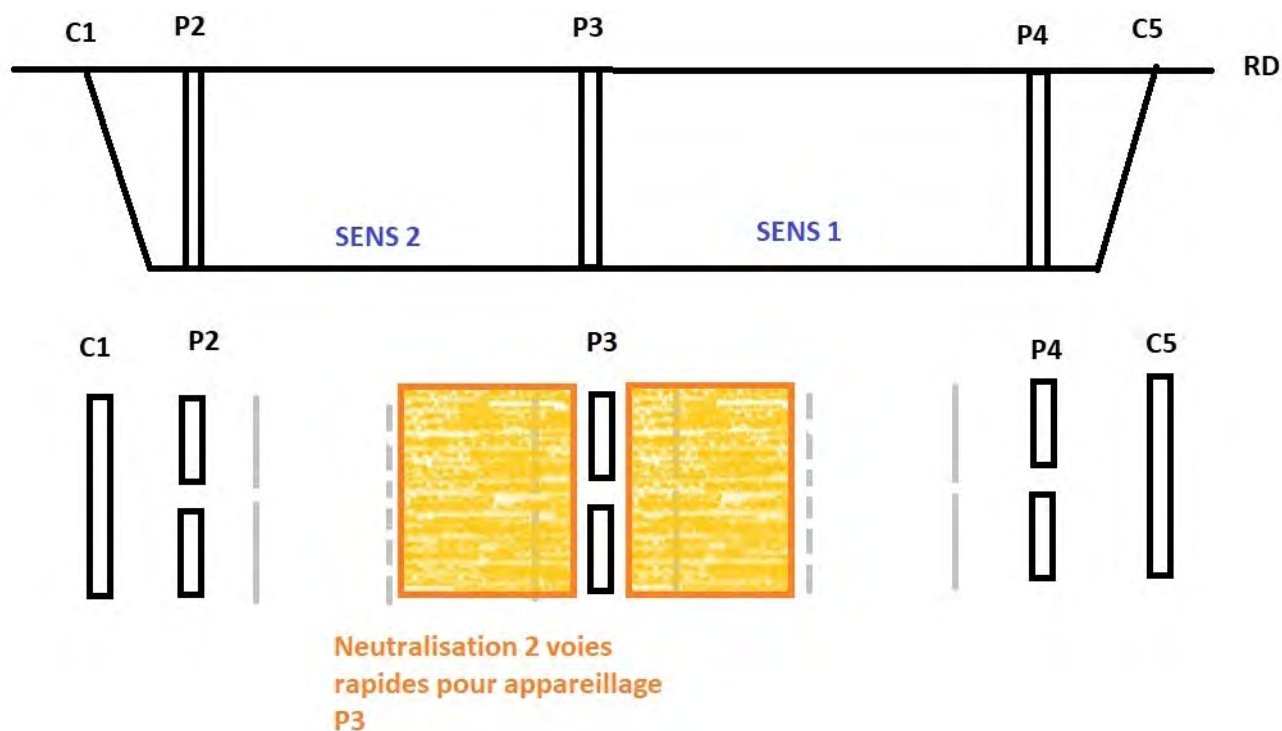 C1 P2 P3 P4 C5
RD
SENS 2 SENS 1
C1 P2 P3 P4 C5
Neutralisation 2 voies
rapides pour appareillage
P3